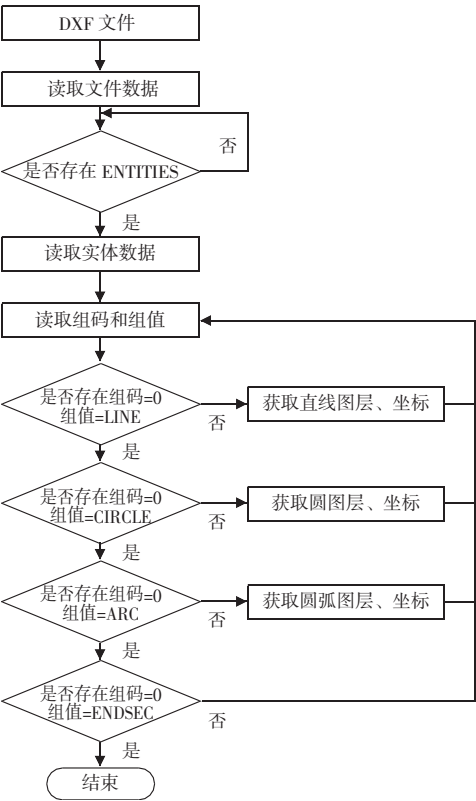 DXF 文件
读取文件数据
否
是否存在 ENTITIES
是
读取实体数据
读取组码和组值
是否存在组码=0
组值=LINE
否
获取直线图层、坐标
是
是否存在组码=0
组值=CIRCLE
否
获取圆图层、坐标
是
是否存在组码=0
组值=ARC
否
获取圆弧图层、坐标
是
是否存在组码=0
组值=ENDSEC
否
是
结束